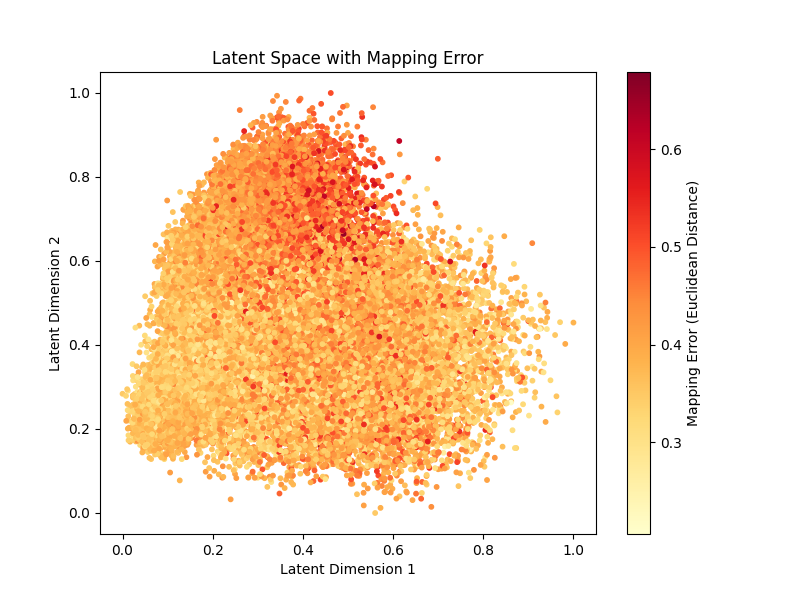 Latent Space with Mapping Error
Latent Dimension 2
1.0
0.8
0.6
0.4
0.2
0.0
0.0 0.2 0.4 0.6 0.8 1.0
Latent Dimension 1
0.6
0.5
0.4
0.3
Mapping Error (Euclidean Distance)